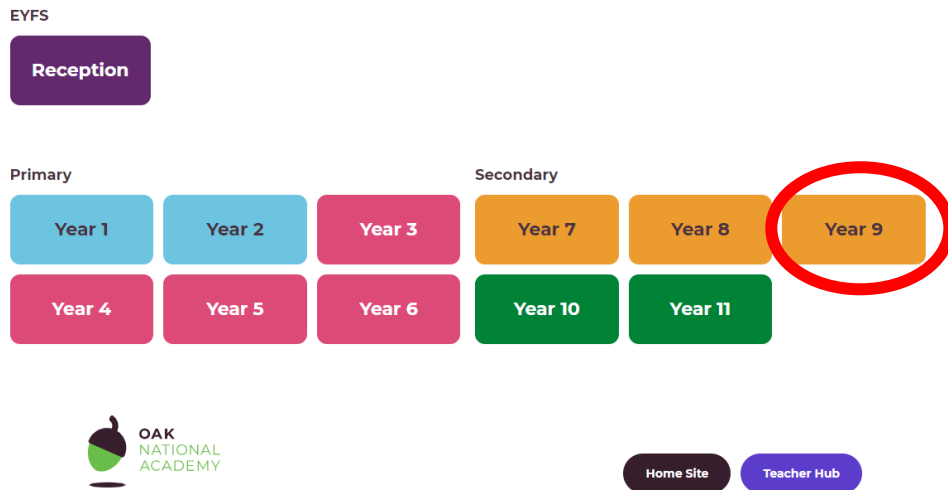 EYFS
Reception
Primary
Secondary
Year 1
Year 2
Year 3
Year 7
Year 8
Year 9
Year 4
Year 5
Year 6
Year 10
Year 11
OAK
NATIONAL
ACADEMY
Home Site
Teacher Hub